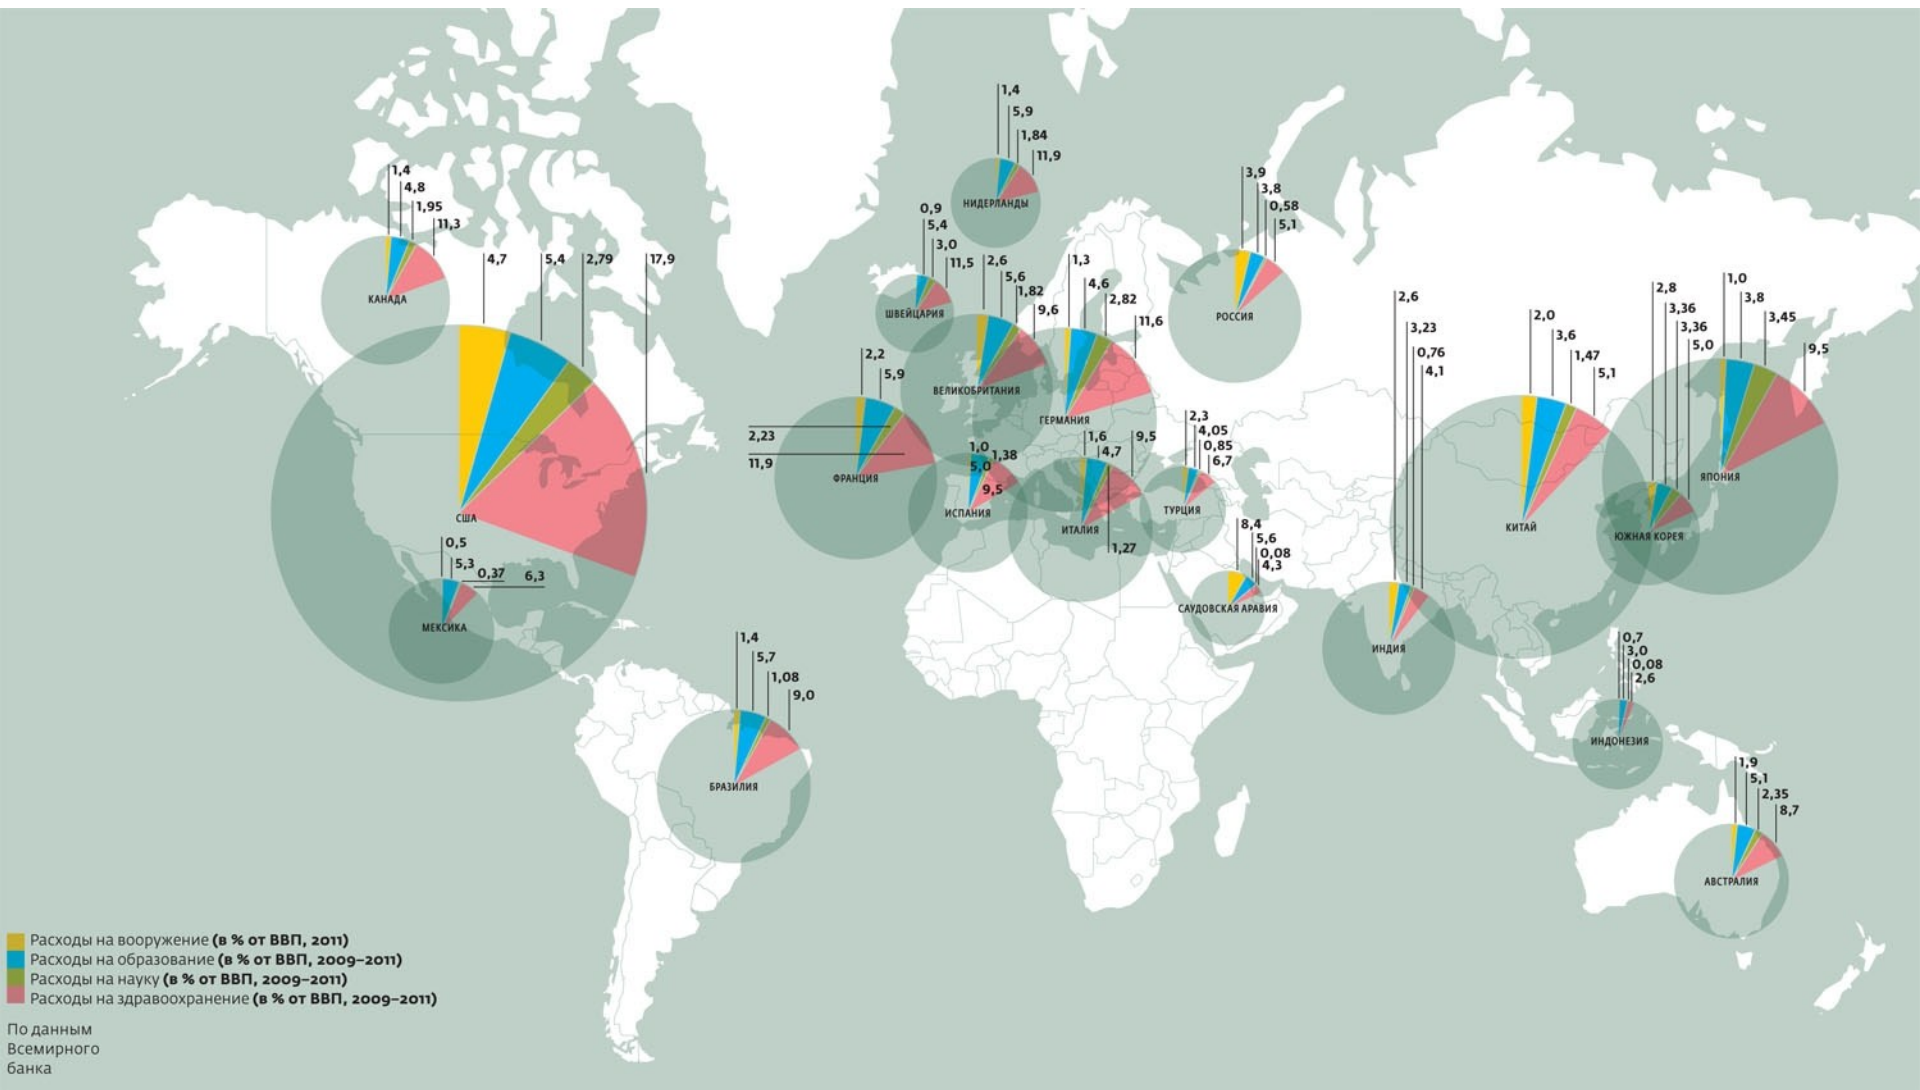 1,4
5,9
1,84
11,9
НИДЕРЛАНДЫ
1,4
4,8
1,95
11,3
КАНАДА
4,7
5,4
2,79
17,9
США
0,5
5,3
0,37
6,3
МЕКСИКА
1,4
5,7
1,08
9,0
БРАЗИЛИЯ
0,9
5,4
3,0
11,5
ШВЕЙЦАРИЯ
2,6
5,6
1,82
9,6
ВЕЛИКОБРИТАНИЯ
1,3
4,6
2,82
11,6
ГЕРМАНИЯ
2,2
5,9
2,23
11,9
ФРАНЦИЯ
1,0
1,38
5,0
9,5
ИСПАНИЯ
1,6
4,7
9,5
1,27
ИТАЛИЯ
2,3
4,05
0,85
6,7
ТУРЦИЯ
3,9
3,8
0,58
5,1
РОССИЯ
8,4
5,6
0,08
4,3
САУДОВСКАЯ АРАВИЯ
2,6
3,23
0,76
4,1
ИНДИЯ
2,0
3,6
1,47
5,1
КИТАЙ
2,8
3,36
3,36
5,0
ЮЖНАЯ КОРЕЯ
1,0
3,8
3,45
9,5
ЯПОНИЯ
0,7
3,0
0,08
2,6
ИНДОНЕЗИЯ
1,9
5,1
2,35
8,7
АВСТРАЛИЯ
Расходы на вооружение (в % от ВВП, 2011)
Расходы на образование (в % от ВВП, 2009–2011)
Расходы на науку (в % от ВВП, 2009–2011)
Расходы на здравоохранение (в % от ВВП, 2009–2011)
По данным
Всемирного
банка